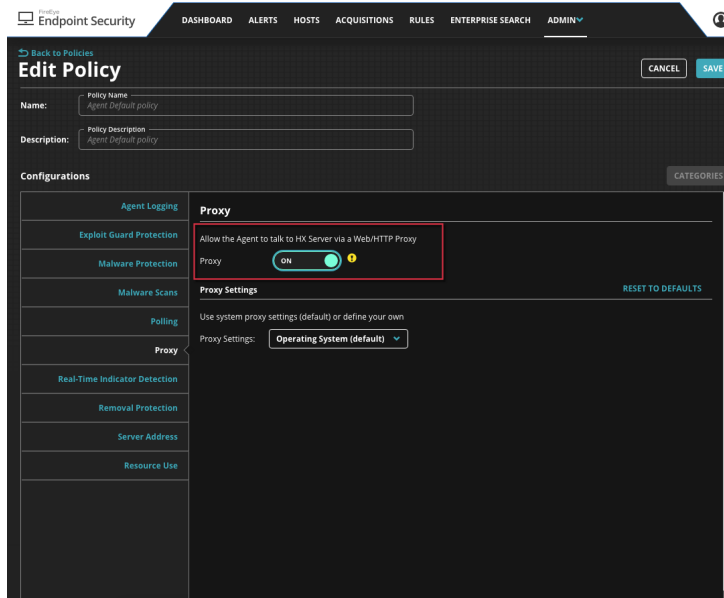 FireEye
Endpoint Security
DASHBOARD ALERTS HOSTS ACQUISITIONS RULES ENTERPRISE SEARCH ADMIN
Back to Policies
Edit Policy
CANCEL
SAVE
Policy Name
Name: Agent Default policy
Policy Description
Description: Agent Default policy
Configurations
CATEGORIES
Agent Logging
Exploit Guard Protection
Malware Protection
Malware Scans
Polling
Proxy
Real-Time Indicator Detection
Removal Protection
Server Address
Resource Use
Proxy
Allow the Agent to talk to HX Server via a Web/HTTP Proxy
Proxy ON
Proxy Settings RESET TO DEFAULTS
Use system proxy settings (default) or define your own
Proxy Settings: Operating System (default)